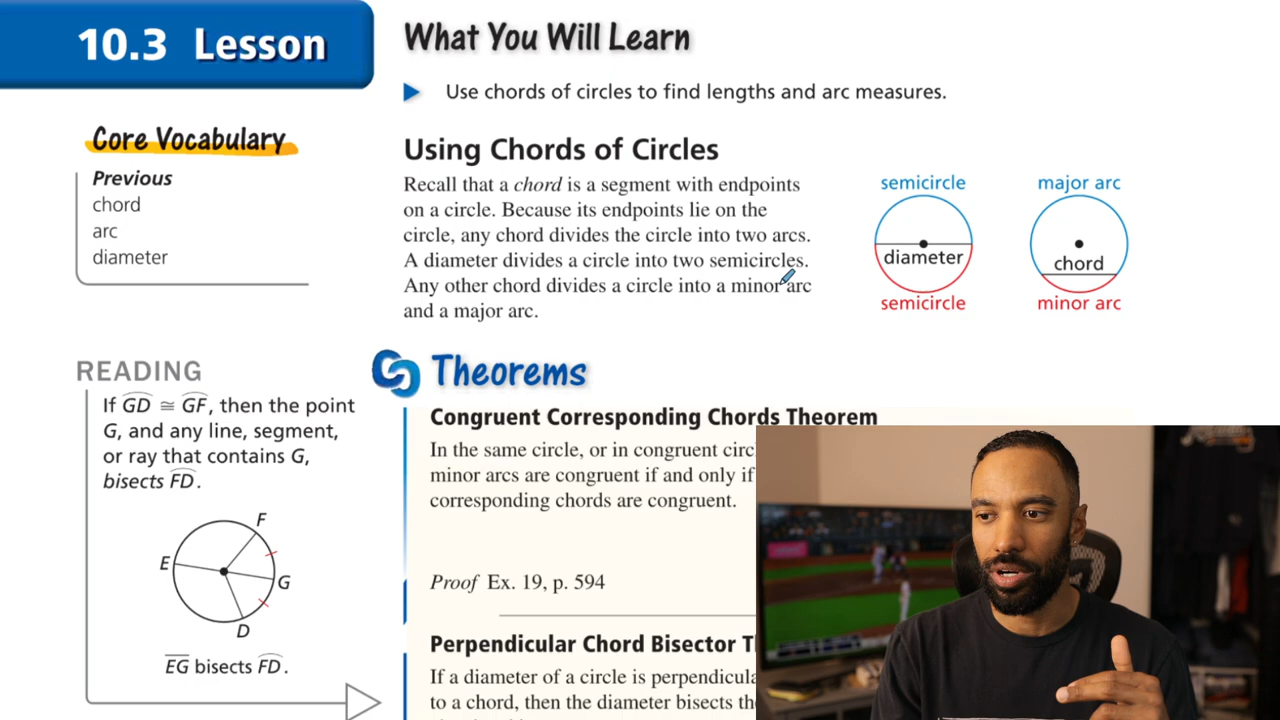 10.3 Lesson
What You Will Learn
Use chords of circles to find lengths and arc measures.
Core Vocabulary
Previous
chord
arc
diameter
Using Chords of Circles
Recall that a chord is a segment with endpoints
on a circle. Because its endpoints lie on the
circle, any chord divides the circle into two arcs.
A diameter divides a circle into two semicircles.
Any other chord divides a circle into a minor arc
and a major arc.
semicircle
diameter
semicircle
major arc
chord
minor arc
READING
If GD ≅ GF, then the point
G, and any line, segment,
or ray that contains G,
bisects FD.
F
E
G
D
EG bisects FD.
Theorems
Congruent Corresponding Chords Theorem
In the same circle, or in congruent circ
minor arcs are congruent if and only if
corresponding chords are congruent.
Proof Ex. 19, p. 594
Perpendicular Chord Bisector T
If a diameter of a circle is perpendicula
to a chord, then the diameter bisects the